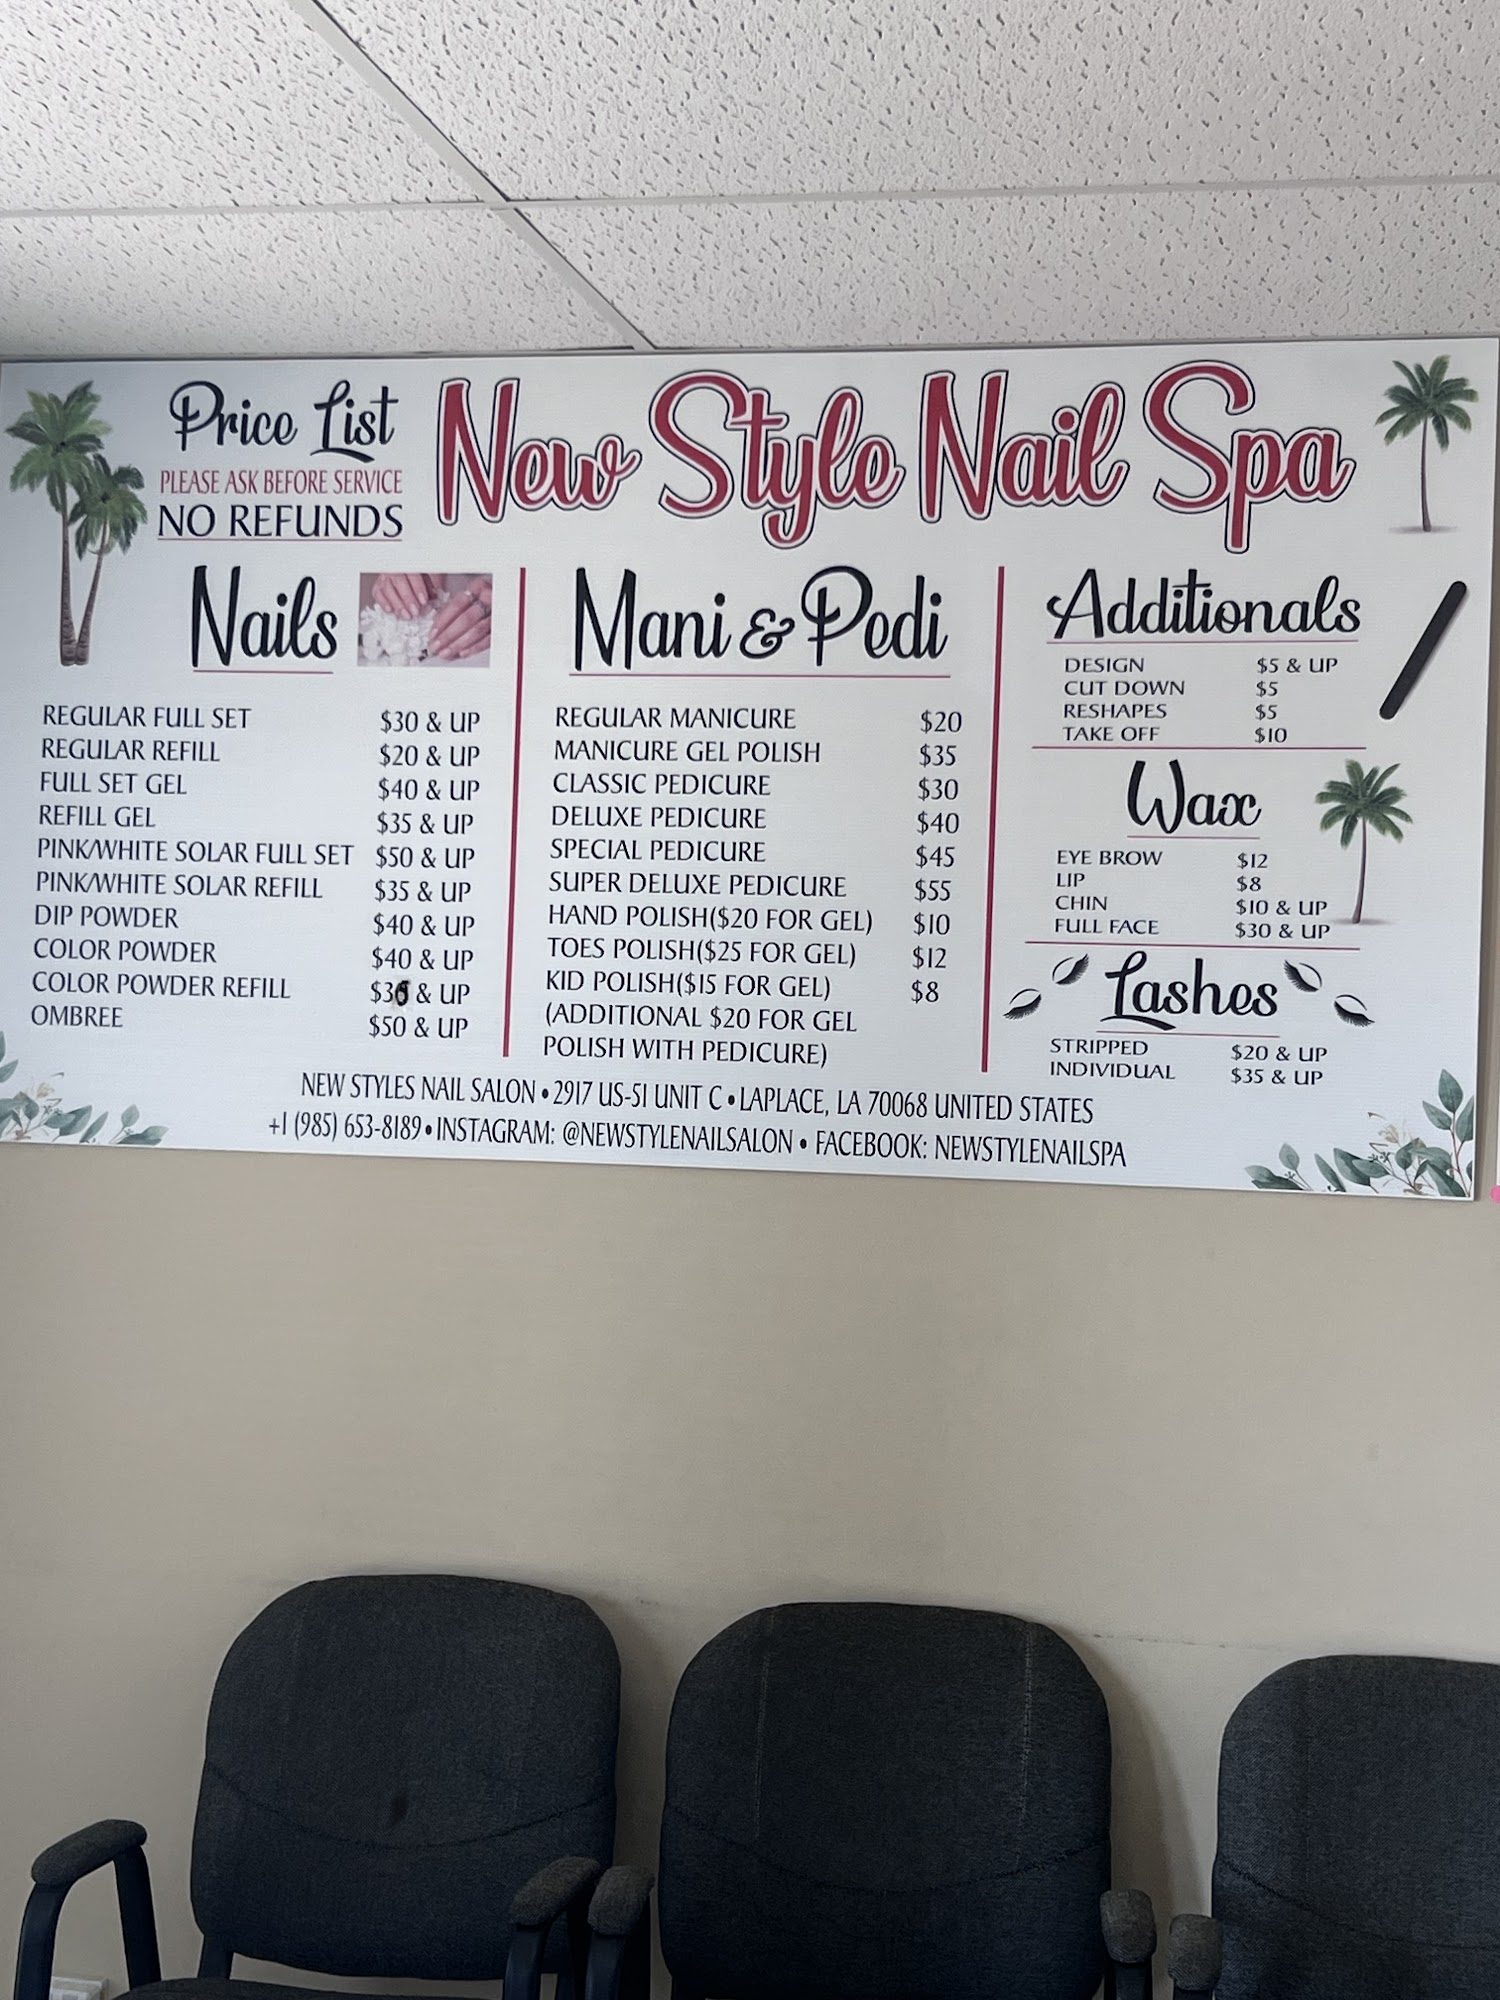 Price List
PLEASE ASK BEFORE SERVICE
NO REFUNDS
New Style Nail Spa
Nails
REGULAR FULL SET $30 & UP
REGULAR REFILL $20 & UP
FULL SET GEL $40 & UP
REFILL GEL $35 & UP
PINK/WHITE SOLAR FULL SET $50 & UP
PINK/WHITE SOLAR REFILL $35 & UP
DIP POWDER $40 & UP
COLOR POWDER $40 & UP
COLOR POWDER REFILL & UP
OMBREE $50 & UP
Mani & Pedi
REGULAR MANICURE $20
MANICURE GEL POLISH $35
CLASSIC PEDICURE $30
DELUXE PEDICURE $40
SPECIAL PEDICURE $45
SUPER DELUXE PEDICURE $55
HAND POLISH($20 FOR GEL) $10
TOES POLISH($25 FOR GEL) $12
KID POLISH($15 FOR GEL) $8
(ADDITIONAL $20 FOR GEL
POLISH WITH PEDICURE)
Additionals
DESIGN $5 & UP
CUT DOWN $5
RESHAPES $5
TAKE OFF $10
Wax
EYE BROW $12
LIP $8
CHIN $10 & UP
FULL FACE $30 & UP
Lashes
STRIPPED $20 & UP
INDIVIDUAL $35 & UP
NEW STYLES NAIL SALON • 2917 US-51 UNIT C • LAPLACE, LA 70068 UNITED STATES
+1 (985) 653-8189 • INSTAGRAM: @NEWSTYLENAILSALON • FACEBOOK: NEWSTYLENAILSPA